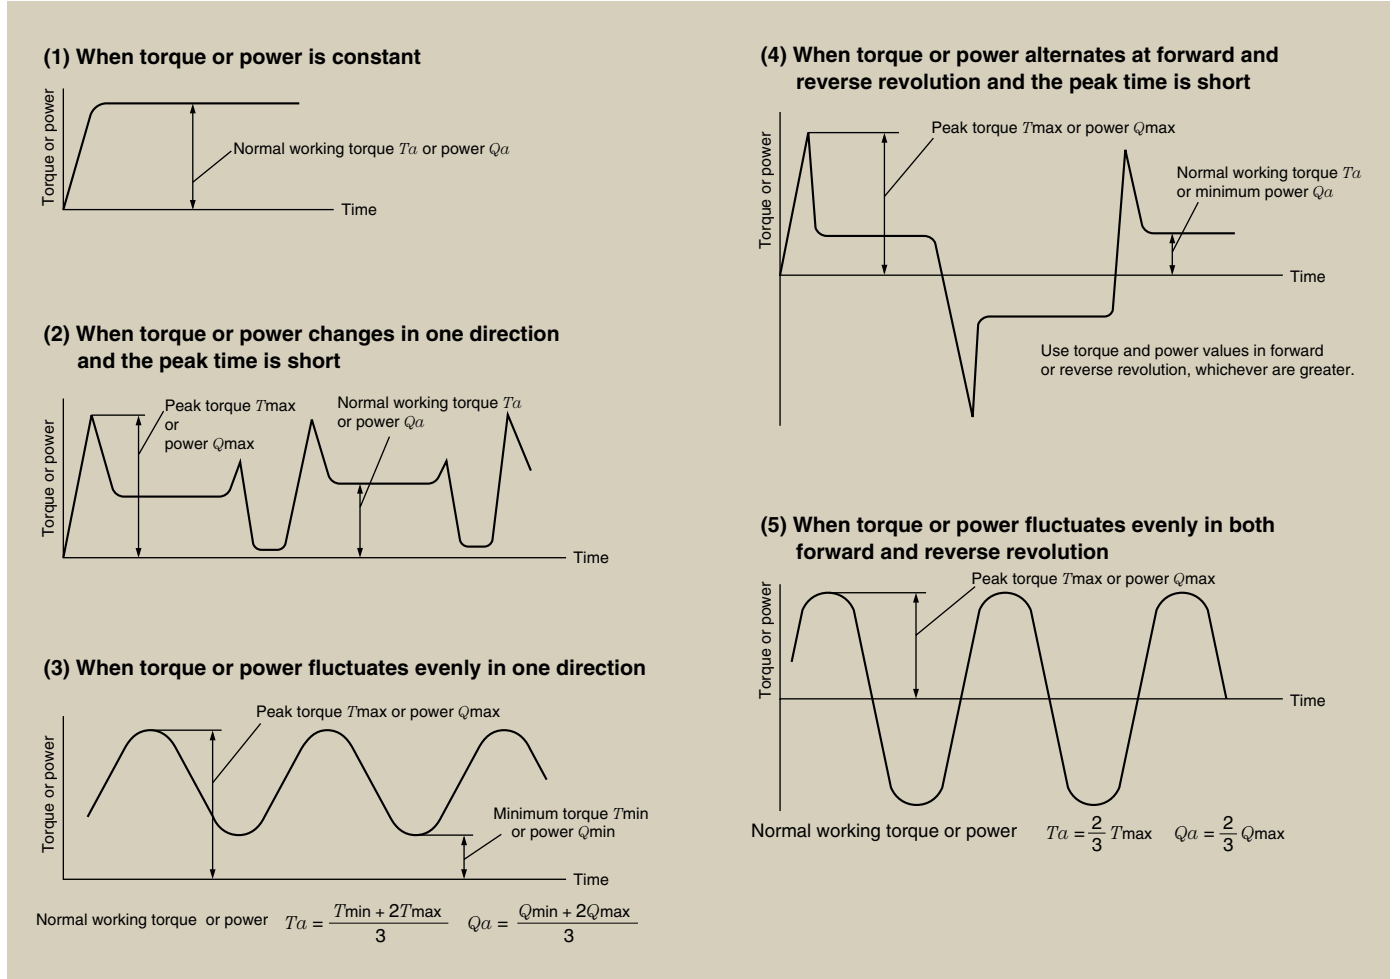 (1) When torque or power is constant
Torque or power
Normal working torque Ta or power Qa
Time
(2) When torque or power changes in one direction
and the peak time is short
Torque or power
Peak torque Tmax
or
power Qmax
Normal working torque Ta
or power Qa
Time
(3) When torque or power fluctuates evenly in one direction
Torque or power
Peak torque Tmax or power Qmax
Minimum torque Tmin
or power Qmin
Time
Normal working torque or power Ta = Tmin + 2Tmax / 3 Qa = Qmin + 2Qmax / 3
(4) When torque or power alternates at forward and
reverse revolution and the peak time is short
Torque or power
Peak torque Tmax or power Qmax
Normal working torque Ta
or minimum power Qa
Time
Use torque and power values in forward
or reverse revolution, whichever are greater.
(5) When torque or power fluctuates evenly in both
forward and reverse revolution
Torque or power
Peak torque Tmax or power Qmax
Time
Normal working torque or power Ta = 2/3 Tmax Qa = 2/3 Qmax